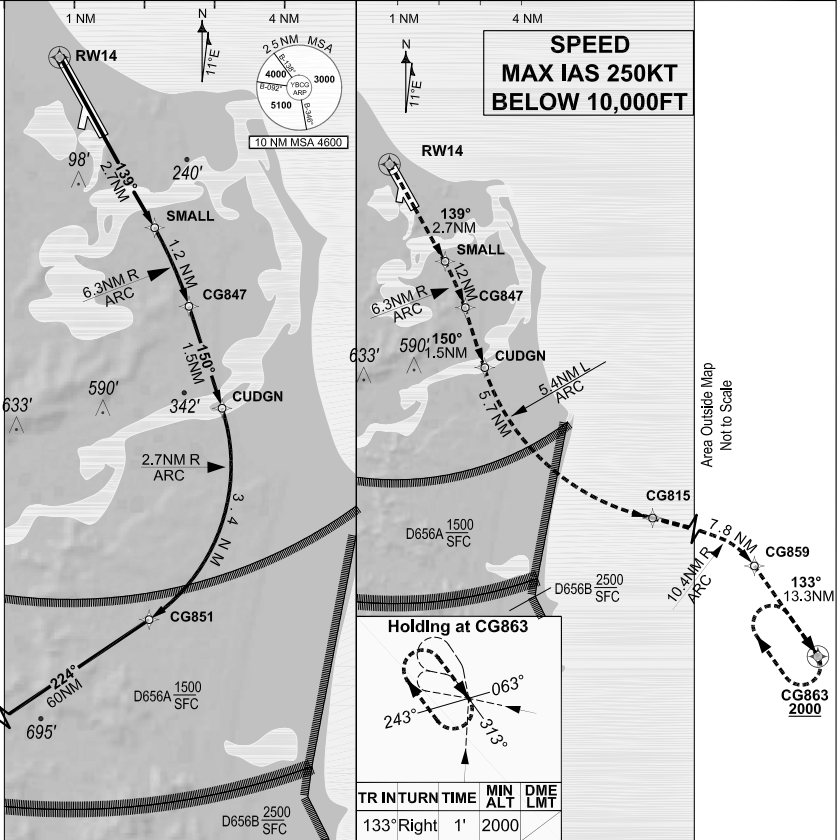 1 NM
4 NM
N
11°E
25NM MSA
B-138°
4000
3000
B-092°
YBCG
ARP
5100
B-346°
10 NM MSA 4600
RW14
98'
240'
139°
2.7NM
SMALL
1.2 NM
6.3NM R
ARC
CG847
150°
1.5NM
590'
633'
342'
CUDGN
2.7NM R
ARC
3.4 NM
CG851
224°
60NM
695'
D656A 1500
SFC
D656B 2500
SFC
1 NM
4 NM
N
11°E
SPEED
MAX IAS 250KT
BELOW 10,000FT
RW14
139°
2.7NM
SMALL
12NM
6.3NM R
ARC
CG847
150°
1.5NM
590'
633'
CUDGN
5.4NM L
ARC
5.7 NM
Area Outside Map
Not to Scale
CG815
7.8 NM
10.4NM R
ARC
CG859
133°
13.3NM
CG863
2000
D656A 1500
SFC
D656B 2500
SFC
Holding at CG863
063°
243°
313°
TR IN TURN TIME MIN ALT DME LMT
133° Right 1' 2000